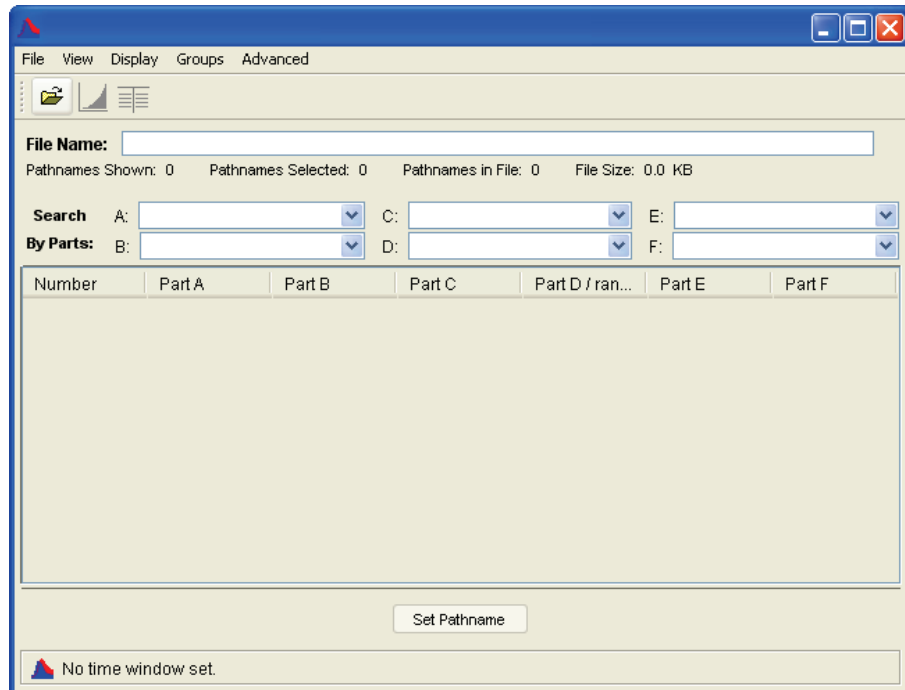 File View Display Groups Advanced
File Name:
Pathnames Shown: 0 Pathnames Selected: 0 Pathnames in File: 0 File Size: 0.0 KB
Search A: C: E:
By Parts: B: D: F:
Number Part A Part B Part C Part D / ran... Part E Part F
Set Pathname
No time window set.